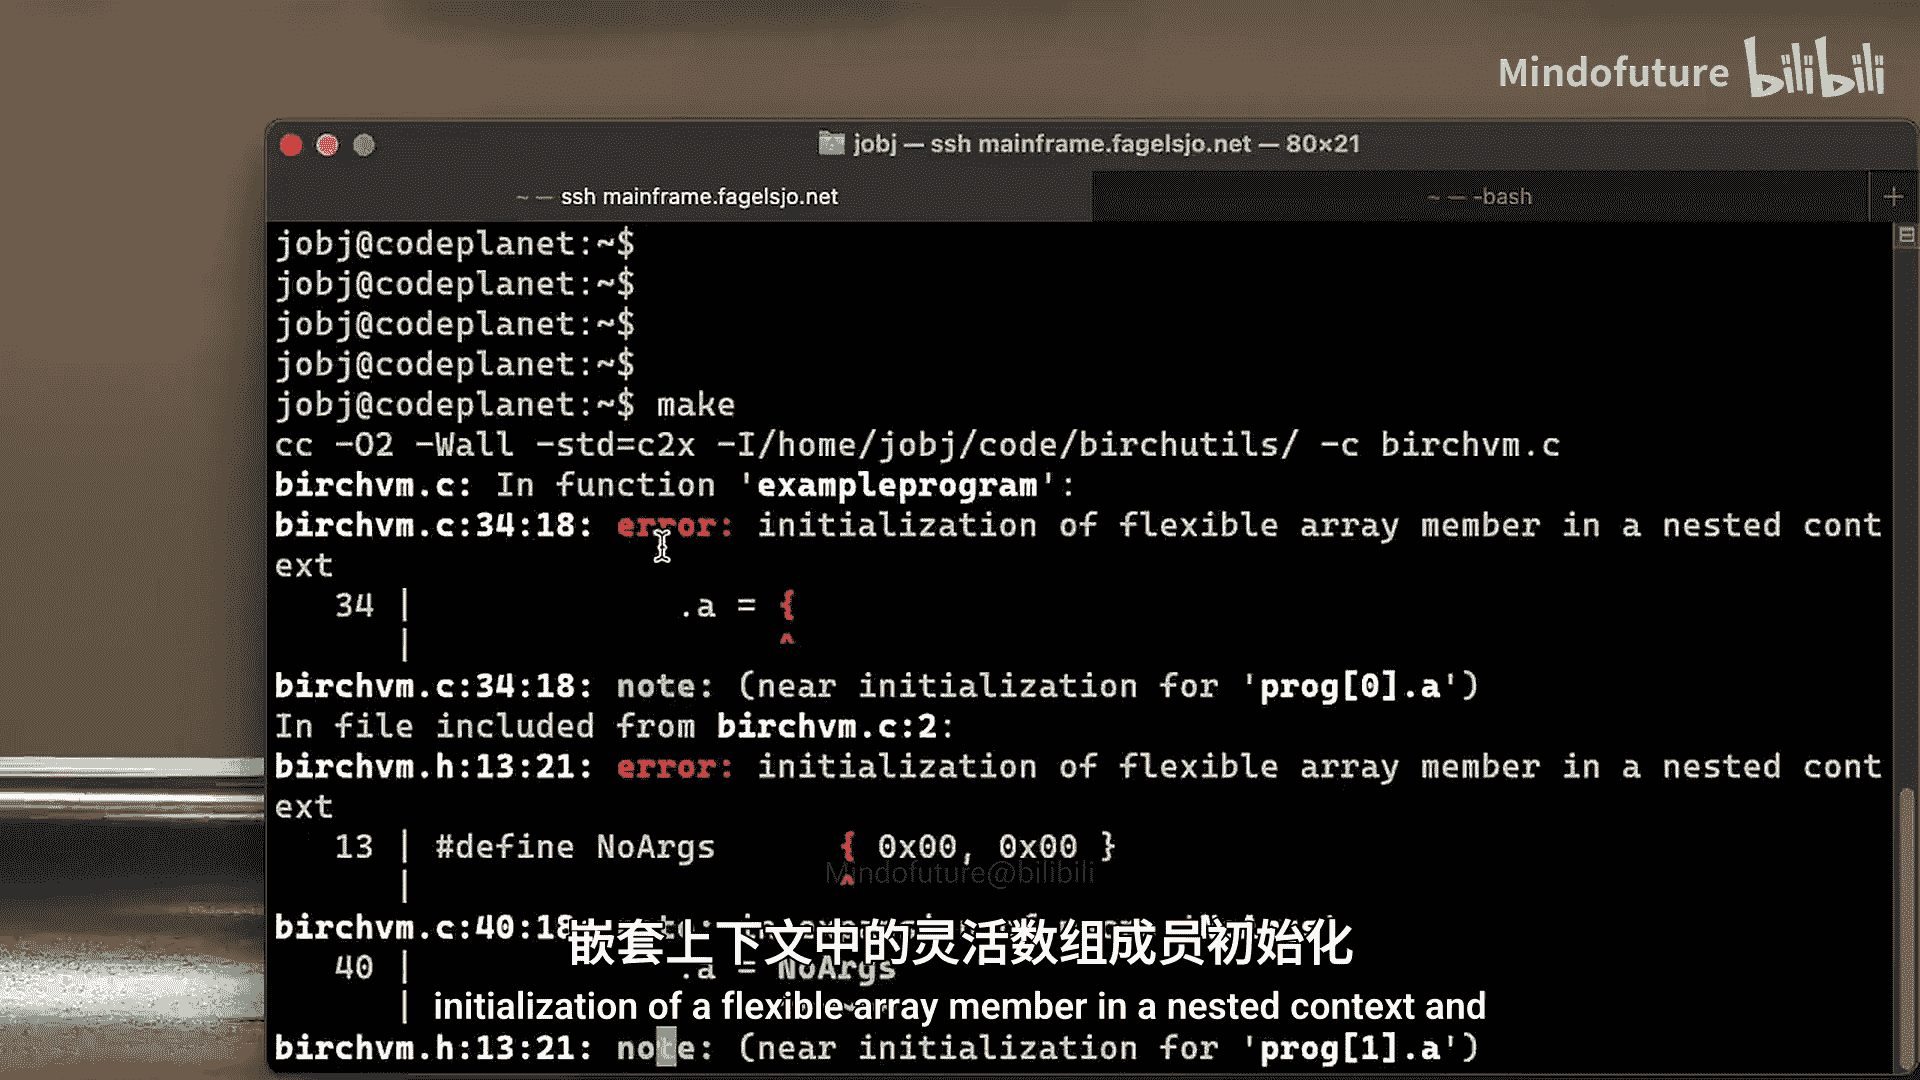 Mindofuture bilibili
jobj — ssh mainframe.fagelsjo.net — 80×21
~ — ssh mainframe.fagelsjo.net
~ — -bash
+
jobj@codeplanet:~$
jobj@codeplanet:~$
jobj@codeplanet:~$
jobj@codeplanet:~$
jobj@codeplanet:~$ make
cc -O2 -Wall -std=c2x -I/home/jobj/code/birchutils/ -c birchvm.c
birchvm.c: In function 'exampleprogram':
birchvm.c:34:18: error: initialization of flexible array member in a nested cont
ext
34 | .a = {
| ^
birchvm.c:34:18: note: (near initialization for 'prog[0].a')
In file included from birchvm.c:2:
birchvm.h:13:21: error: initialization of flexible array member in a nested cont
ext
13 | #define NoArgs { 0x00, 0x00 }
| ^
Mindofuture@bilibili
birchvm.c:40:18
嵌套上下文中的灵活数组成员初始化
40 | .a = NoArgs
|
initialization of a flexible array member in a nested context and
birchvm.h:13:21: note: (near initialization for 'prog[1].a')